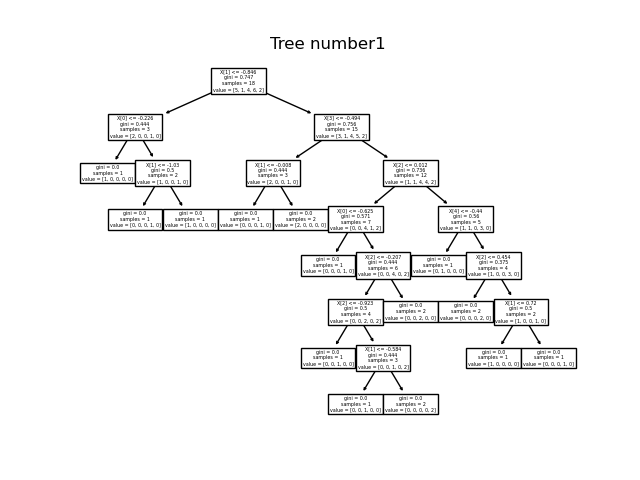 Tree number1
X[1] <= -0.846
gini = 0.747
samples = 18
value = [5, 1, 4, 6, 2]
X[0] <= -0.226
gini = 0.444
samples = 3
value = [2, 0, 0, 1, 0]
X[3] <= -0.494
gini = 0.756
samples = 15
value = [3, 1, 4, 5, 2]
gini = 0.0
samples = 1
value = [1, 0, 0, 0, 0]
X[1] <= -1.03
gini = 0.5
samples = 2
value = [1, 0, 0, 1, 0]
X[1] <= -0.008
gini = 0.444
samples = 3
value = [2, 0, 0, 1, 0]
X[2] <= 0.012
gini = 0.736
samples = 12
value = [1, 1, 4, 4, 2]
gini = 0.0
samples = 1
value = [0, 0, 0, 1, 0]
gini = 0.0
samples = 1
value = [1, 0, 0, 0, 0]
gini = 0.0
samples = 1
value = [0, 0, 0, 1, 0]
gini = 0.0
samples = 2
value = [2, 0, 0, 0, 0]
X[0] <= -0.625
gini = 0.571
samples = 7
value = [0, 0, 4, 1, 2]
X[4] <= -0.44
gini = 0.56
samples = 5
value = [1, 1, 0, 3, 0]
gini = 0.0
samples = 1
value = [0, 0, 0, 1, 0]
X[2] <= -0.207
gini = 0.444
samples = 6
value = [0, 0, 4, 0, 2]
gini = 0.0
samples = 1
value = [0, 1, 0, 0, 0]
X[2] <= 0.454
gini = 0.375
samples = 4
value = [1, 0, 0, 3, 0]
X[2] <= -0.923
gini = 0.5
samples = 4
value = [0, 0, 2, 0, 2]
gini = 0.0
samples = 2
value = [0, 0, 2, 0, 0]
gini = 0.0
samples = 2
value = [0, 0, 0, 2, 0]
X[1] <= 0.72
gini = 0.5
samples = 2
value = [1, 0, 0, 1, 0]
gini = 0.0
samples = 1
value = [0, 0, 1, 0, 0]
X[1] <= -0.584
gini = 0.444
samples = 3
value = [0, 0, 1, 0, 2]
gini = 0.0
samples = 1
value = [1, 0, 0, 0, 0]
gini = 0.0
samples = 1
value = [0, 0, 0, 1, 0]
gini = 0.0
samples = 1
value = [0, 0, 1, 0, 0]
gini = 0.0
samples = 2
value = [0, 0, 0, 0, 2]